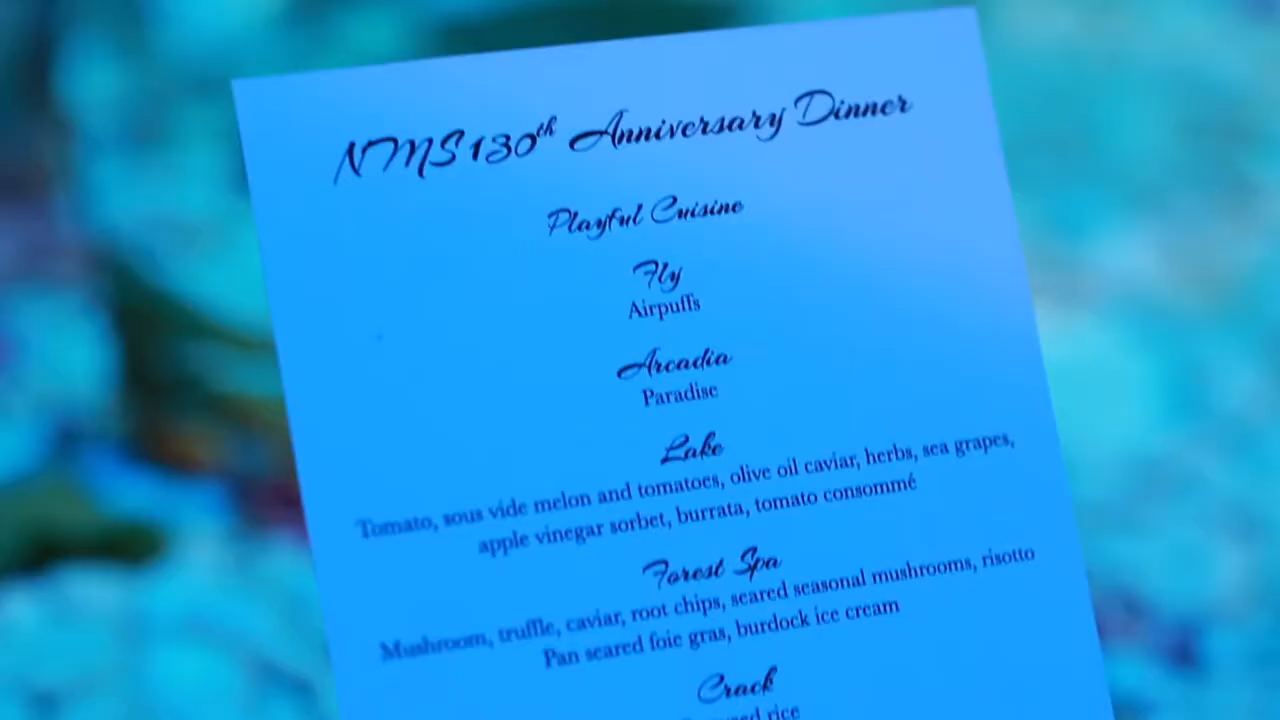 NMS 130th Anniversary Dinner
Playful Cuisine
Fly
Airpuffs
Arcadia
Paradise
Lake
Tomato, sous vide melon and tomatoes, olive oil caviar, herbs, sea grapes,
apple vinegar sorbet, burrata, tomato consommé
Forest Spa
Mushroom, truffle, caviar, root chips, seared seasonal mushrooms, risotto
Pan seared foie gras, burdock ice cream
Crack
rice